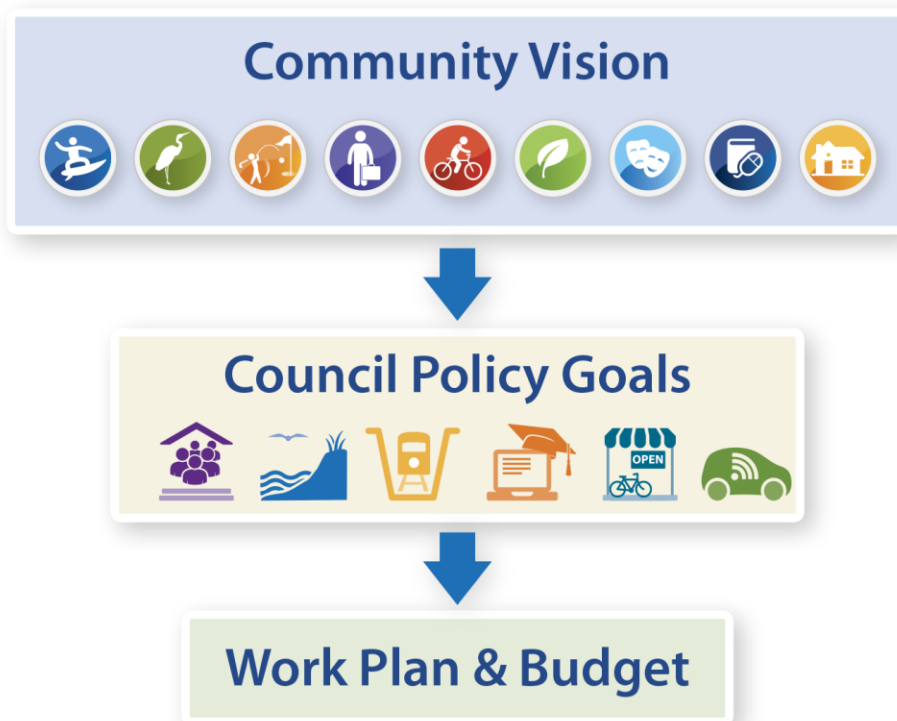 Community Vision
Council Policy Goals
OPEN
Work Plan & Budget